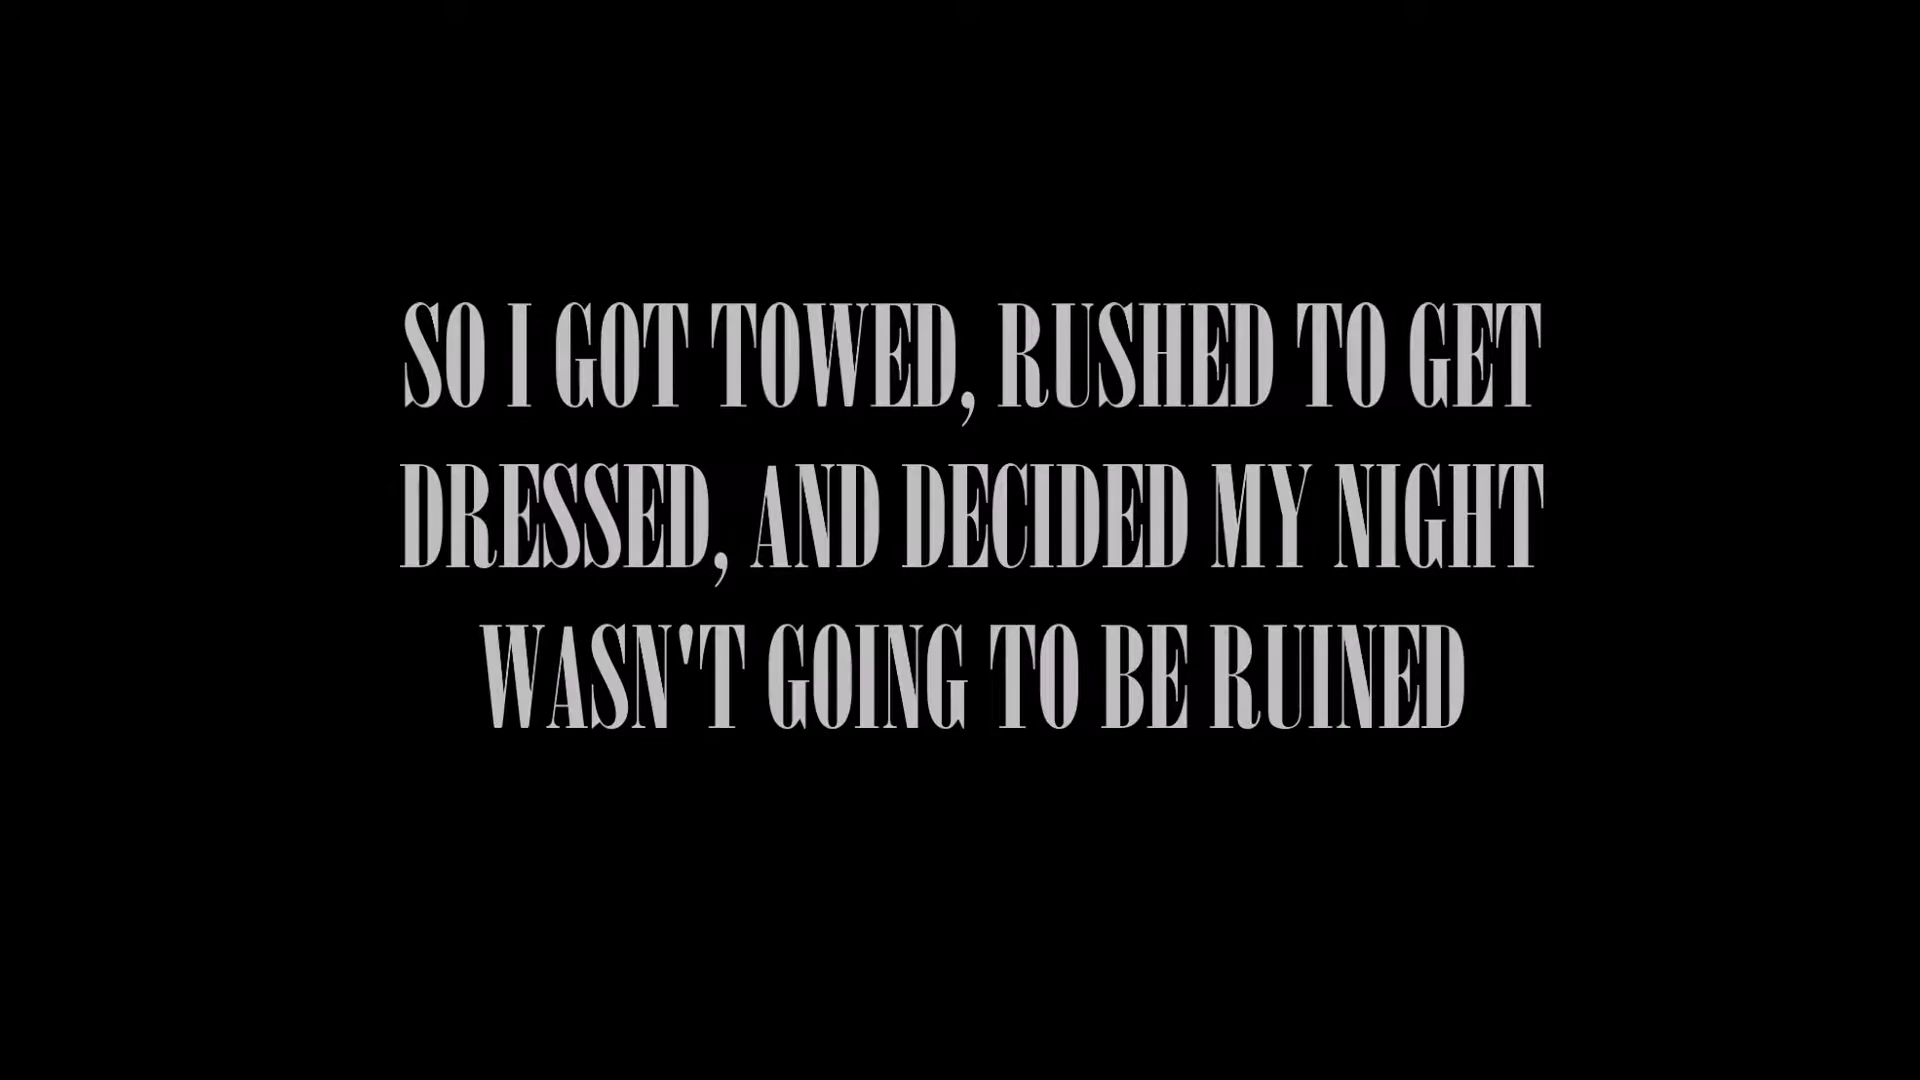 SO I GOT TOWED, RUSHED TO GET
DRESSED, AND DECIDED MY NIGHT
WASN'T GOING TO BE RUINED